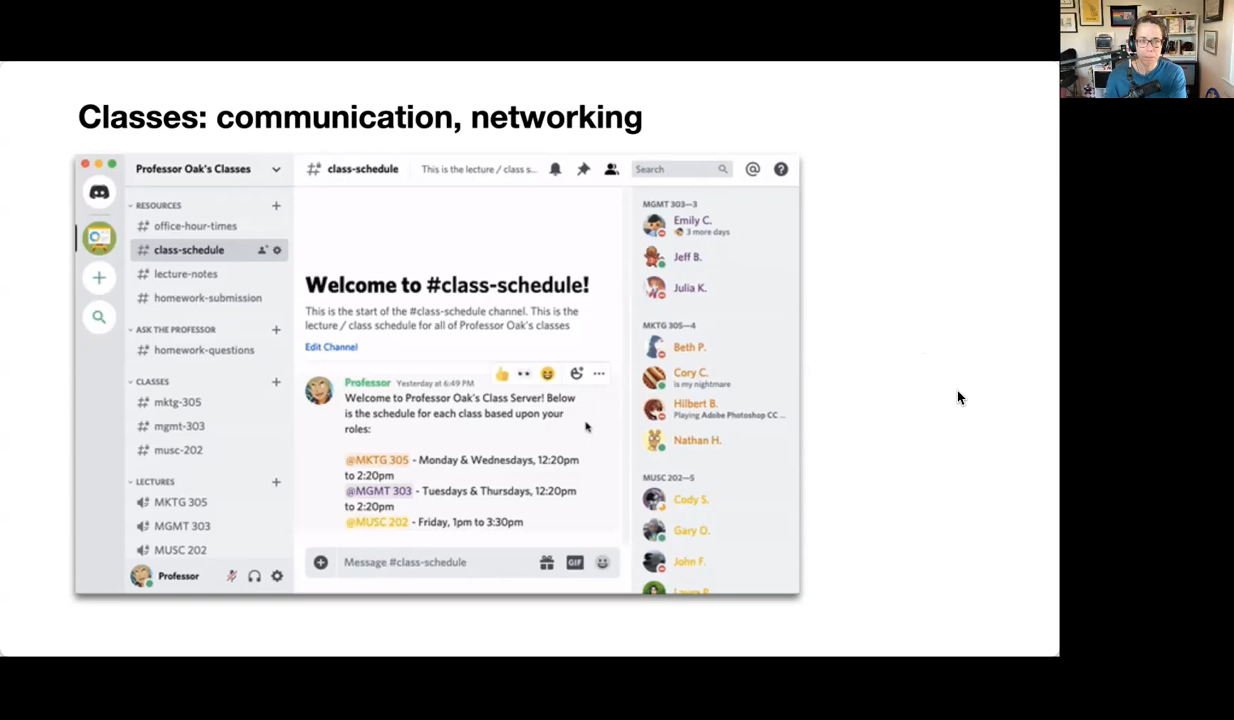 Classes: communication, networking
Professor Oak's Classes
RESOURCES
# office-hour-times
# class-schedule
# lecture-notes
# homework-submission
ASK THE PROFESSOR
# homework-questions
CLASSES
# mktg-305
# mgmt-303
# musc-202
LECTURES
MKTG 305
MGMT 303
MUSC 202
Professor
# class-schedule
This is the lecture / class s...
Search
Welcome to #class-schedule!
This is the start of the #class-schedule channel. This is the
lecture / class schedule for all of Professor Oak's classes
Edit Channel
Professor Yesterday at 6:49 PM
Welcome to Professor Oak's Class Server! Below
is the schedule for each class based upon your
roles:
@MKTG 305 - Monday & Wednesdays, 12:20pm
to 2:20pm
@MGMT 303 - Tuesdays & Thursdays, 12:20pm
to 2:20pm
@MUSC 202 - Friday, 1pm to 3:30pm
Message #class-schedule
GIF
MGMT 303—3
Emily C.
3 more days
Jeff B.
Julia K.
MKTG 305—4
Beth P.
Cory C.
is my nightmare
Hilbert B.
Playing Adobe Photoshop CC ...
Nathan H.
MUSC 202—5
Cody S.
Gary O.
John F.